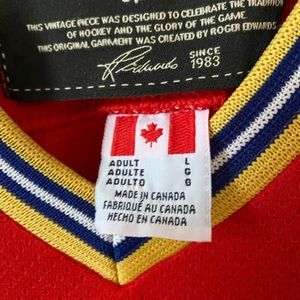 THIS VINTAGE PIECE WAS DESIGNED TO CELEBRATE THE TRADITION
OF HOCKEY AND THE GLORY OF THE GAME.
THIS ORIGINAL GARMENT WAS CREATED BY ROGER EDWARDS.
R. Edwards
SINCE
1983
ADULT L
ADULTE G
ADULTO G
MADE IN CANADA
FABRIQUÉ AU CANADA
HECHO EN CANADA